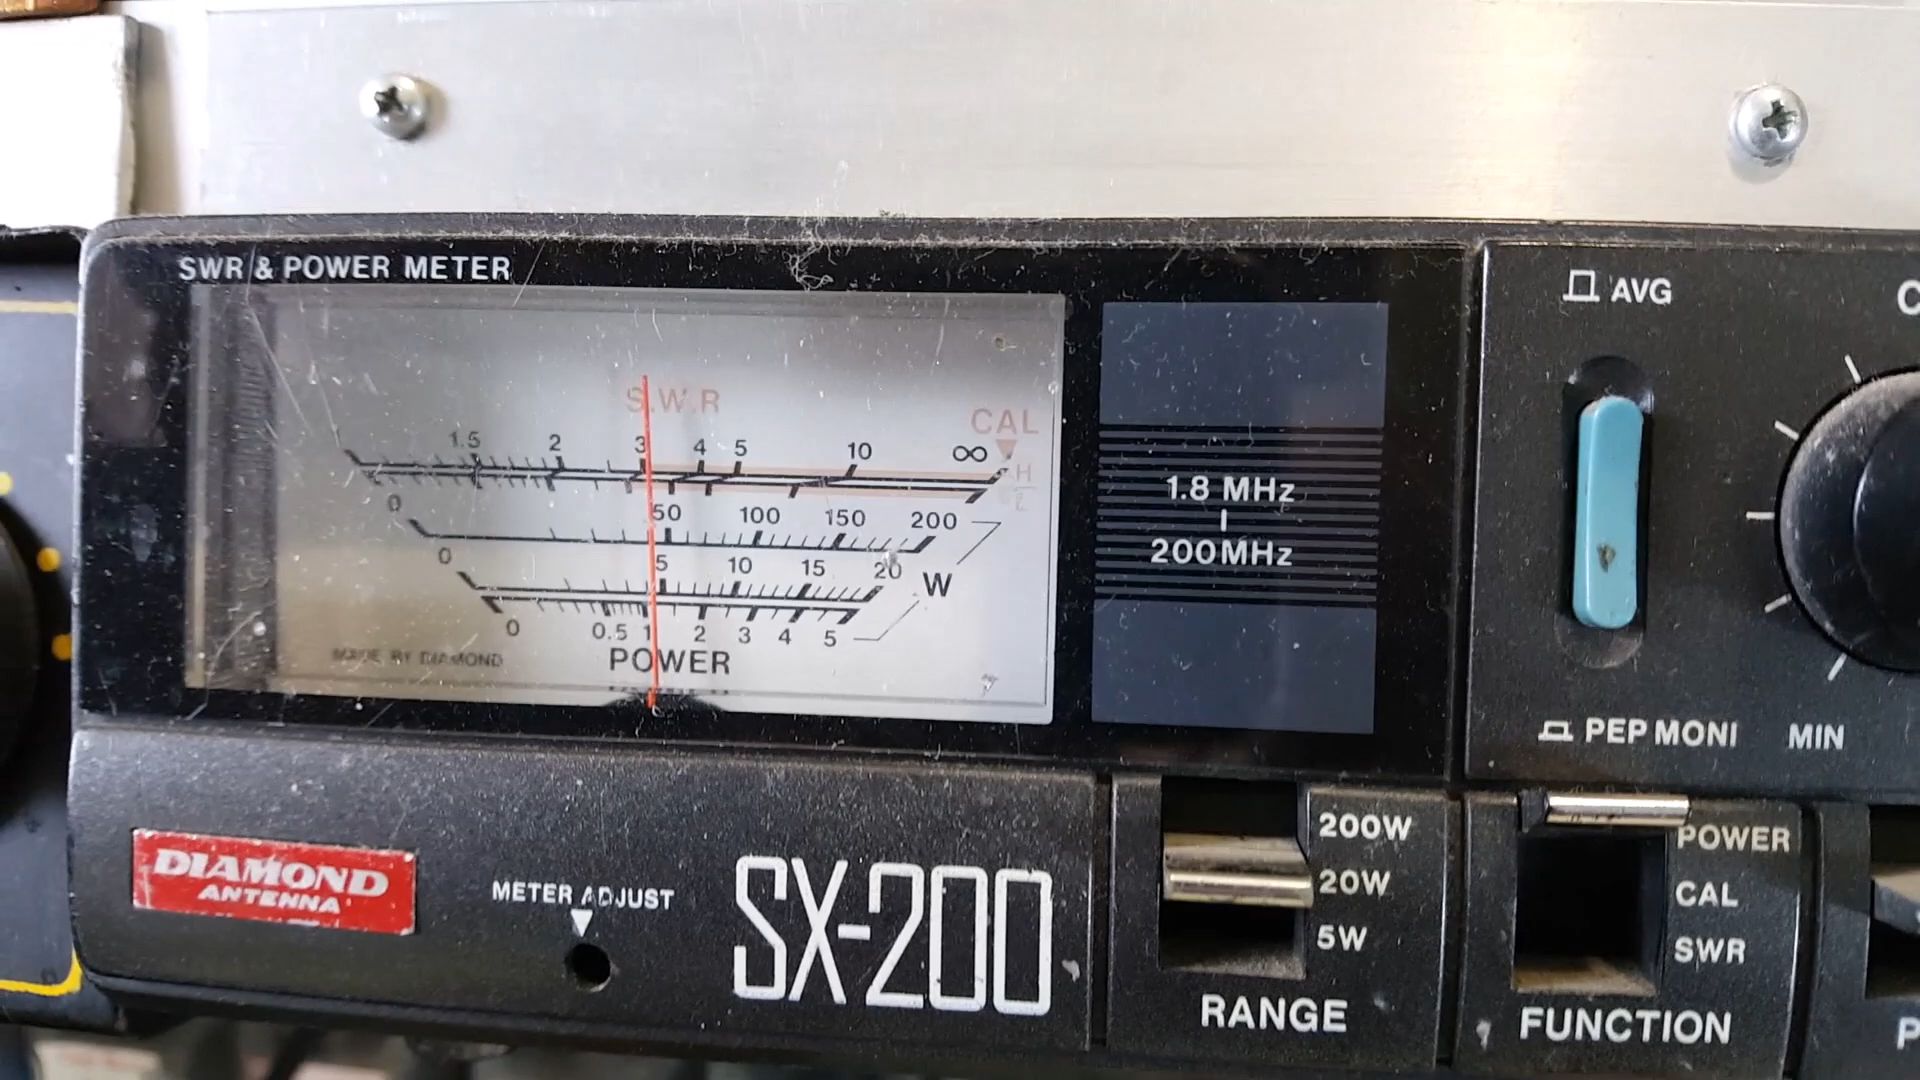 SWR & POWER METER
S.W.R
CAL
1.5 2 3 4 5 10 ∞
H
L
0 50 100 150 200
0 5 10 15 20
W
0 0.5 1 2 3 4 5
MADE BY DIAMOND
POWER
1.8 MHz
200MHz
AVG
PEP MONI
MIN
DIAMOND
ANTENNA
METER ADJUST
SX-200
200W
20W
5W
RANGE
POWER
CAL
SWR
FUNCTION